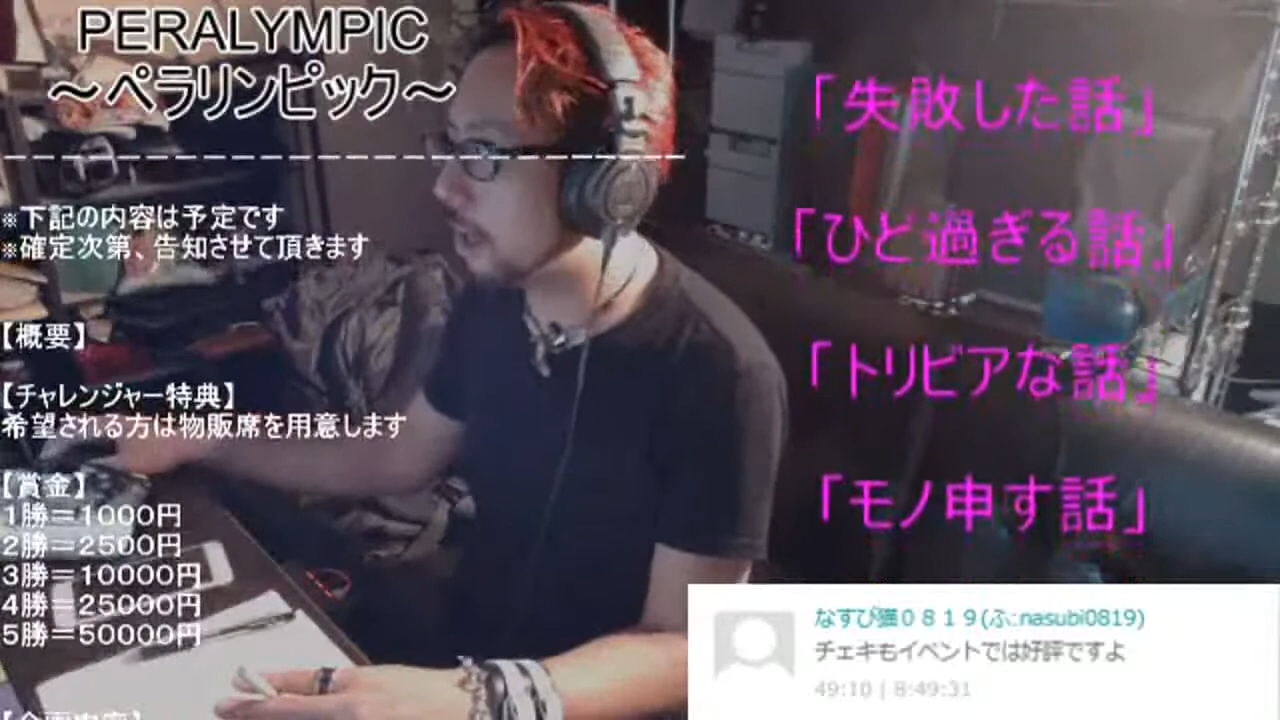 PERALYMPIC
～ペラリンピック～
※下記の内容は予定です
※確定次第、告知させて頂きます
【概要】
【チャレンジャー特典】
希望される方は物販席を用意します
【賞金】
1勝＝1000円
2勝＝2500円
3勝＝10000円
4勝＝25000円
5勝＝50000円
「失敗した話」
「ひど過ぎる話」
「トリビアな話」
「モノ申す話」
なすび猫０８１９(ふ:nasubi0819)
チェキもイベントでは好評ですよ
49:10 | 8:49:31